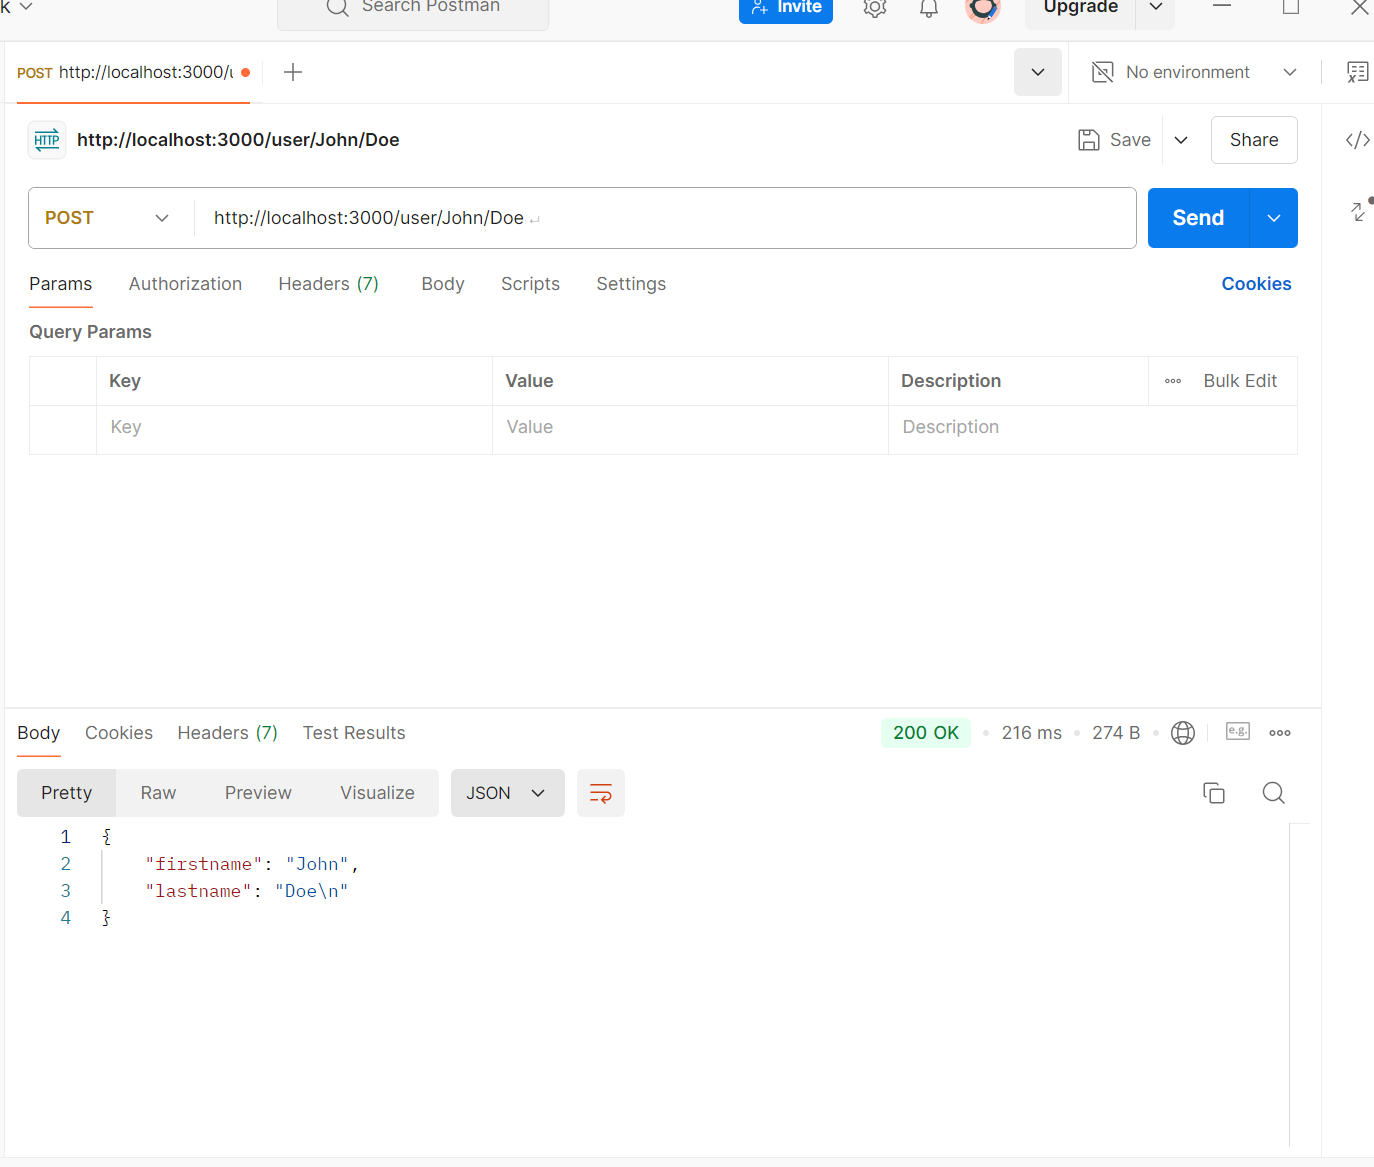 k
Search Postman
Invite
Upgrade
POST http://localhost:3000/u
No environment
HTTP http://localhost:3000/user/John/Doe
Save
Share
POST
http://localhost:3000/user/John/Doe ↵
Send
Params Authorization Headers (7) Body Scripts Settings
Cookies
Query Params
Key Value Description Bulk Edit
Key Value Description
Body Cookies Headers (7) Test Results
200 OK • 216 ms • 274 B •
e.g.
Pretty Raw Preview Visualize JSON
1 {
2 "firstname": "John",
3 "lastname": "Doe\n"
4 }